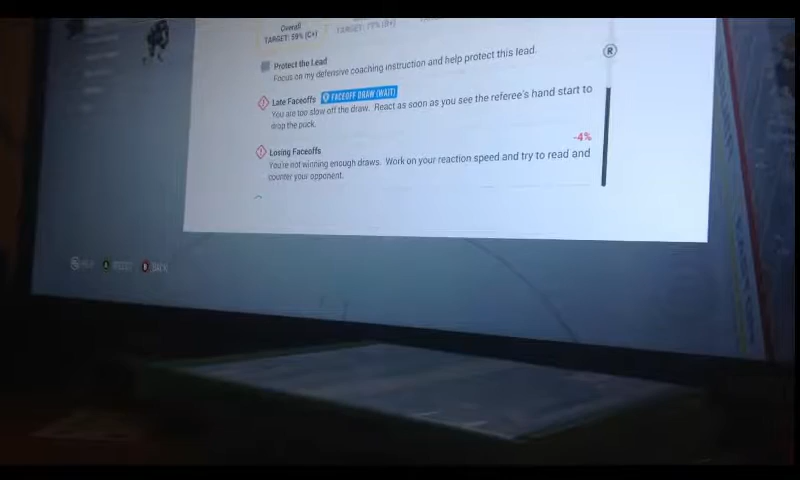 Overall
TARGET: 59% (C+)
TARGET: 77% (B+)
Protect the Lead
Focus on my defensive coaching instruction and help protect this lead.
R
Late Faceoffs FACEOFF DRAW (WAIT)
You are too slow off the draw. React as soon as you see the referee's hand start to
drop the puck.
-4%
Losing Faceoffs
You're not winning enough draws. Work on your reaction speed and try to read and
counter your opponent.
A
B BACK